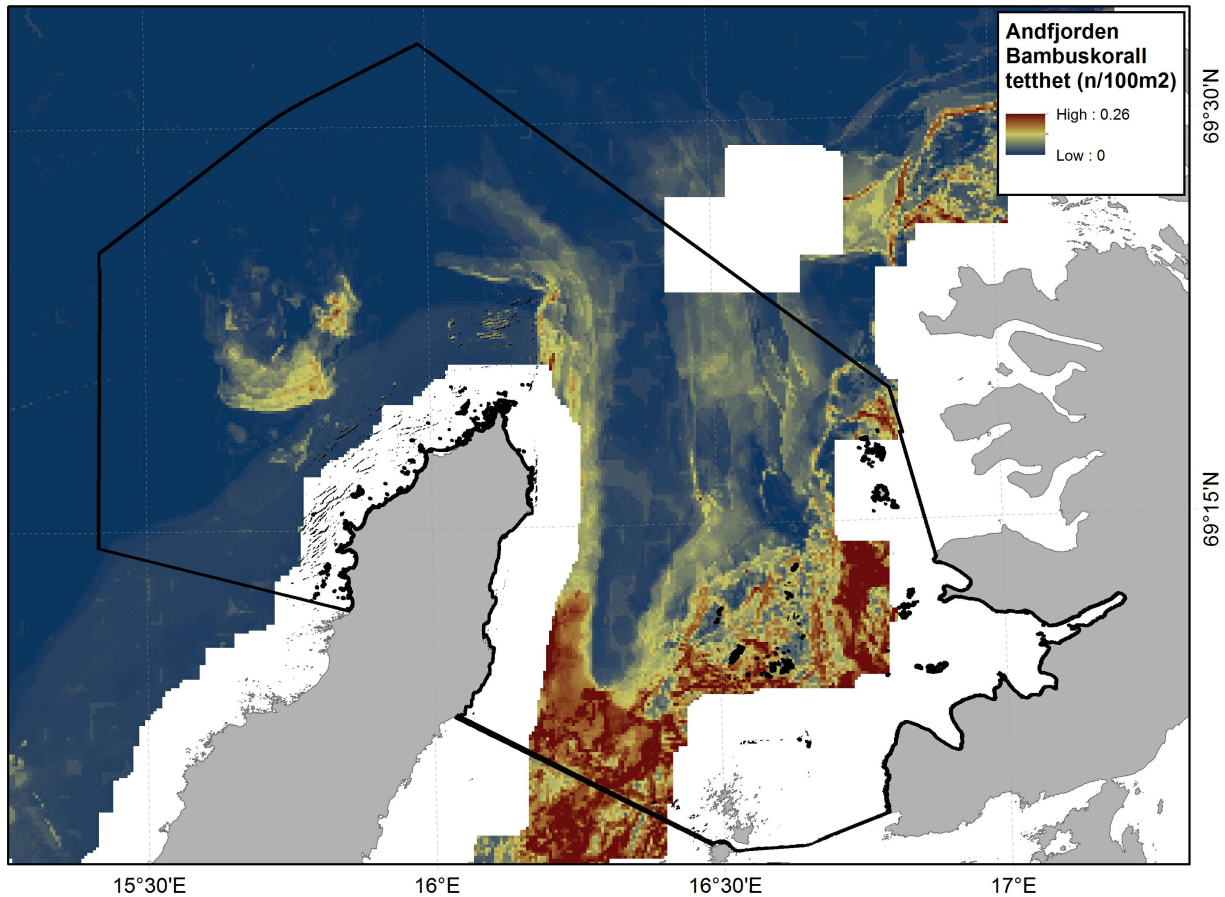 Andfjorden
Bambuskorall
tetthet (n/100m2)
High : 0.26
Low : 0
69°30'N
69°15'N
15°30'E
16°E
16°30'E
17°E